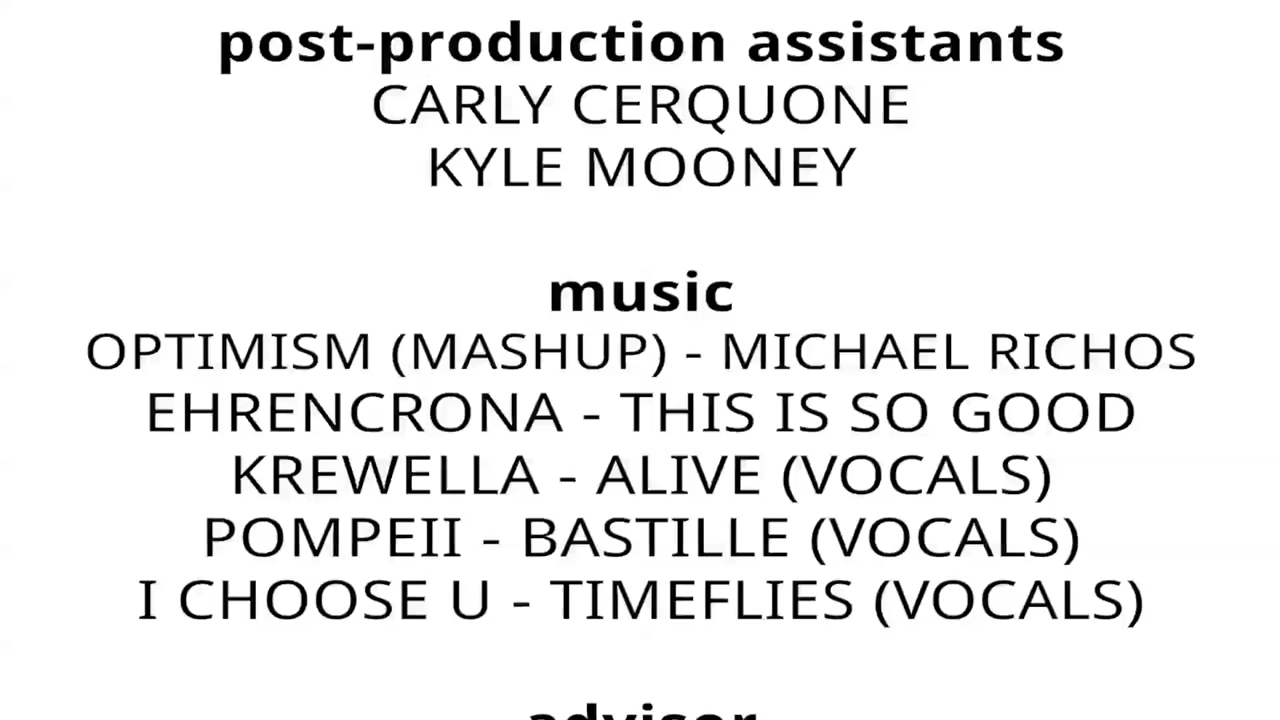 post-production assistants
CARLY CERQUONE
KYLE MOONEY
music
OPTIMISM (MASHUP) - MICHAEL RICHOS
EHRENCRONA - THIS IS SO GOOD
KREWELLA - ALIVE (VOCALS)
POMPEII - BASTILLE (VOCALS)
I CHOOSE U - TIMEFLIES (VOCALS)
advisor